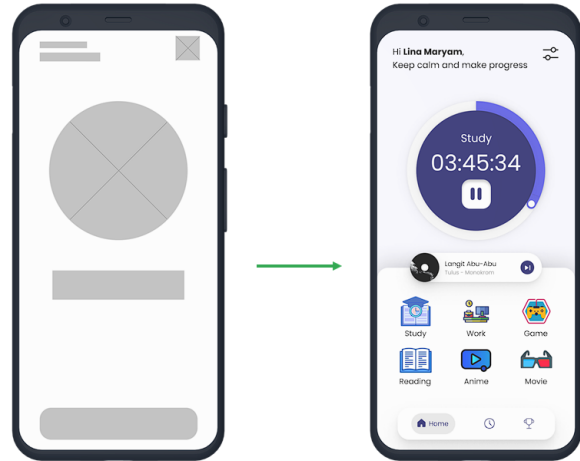 Hi Lina Maryam,
Keep calm and make progress
Study
03:45:34
Langit Abu-Abu
Tulus - Monokrom
Study
Work
Game
Reading
Anime
Movie
Home